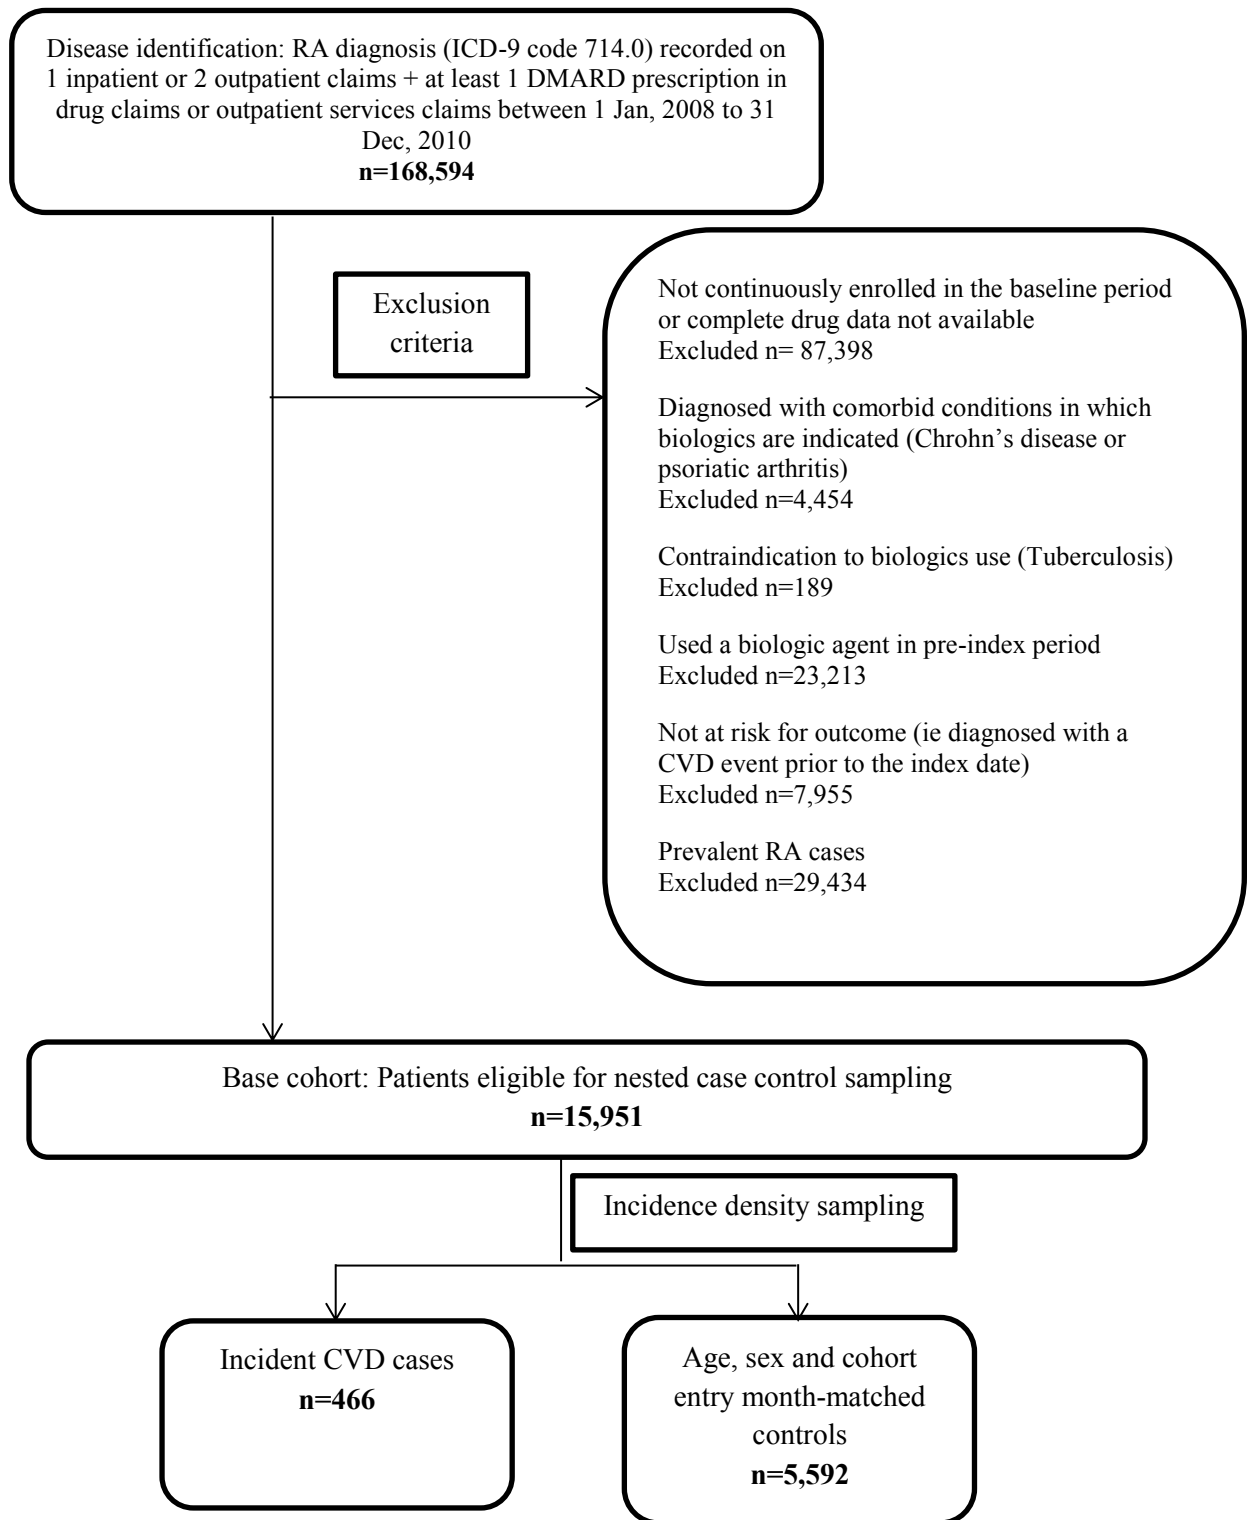 Disease identification: RA diagnosis (ICD-9 code 714.0) recorded on
1 inpatient or 2 outpatient claims + at least 1 DMARD prescription in
drug claims or outpatient services claims between 1 Jan, 2008 to 31
Dec, 2010
n=168,594
Exclusion
criteria
Not continuously enrolled in the baseline period
or complete drug data not available
Excluded n= 87,398
Diagnosed with comorbid conditions in which
biologics are indicated (Chrohn’s disease or
psoriatic arthritis)
Excluded n=4,454
Contraindication to biologics use (Tuberculosis)
Excluded n=189
Used a biologic agent in pre-index period
Excluded n=23,213
Not at risk for outcome (ie diagnosed with a
CVD event prior to the index date)
Excluded n=7,955
Prevalent RA cases
Excluded n=29,434
Base cohort: Patients eligible for nested case control sampling
n=15,951
Incidence density sampling
Incident CVD cases
n=466
Age, sex and cohort
entry month-matched
controls
n=5,592